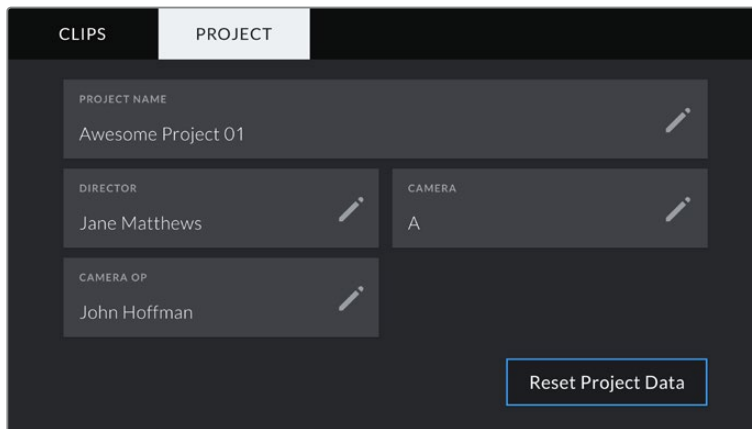 CLIPS PROJECT
PROJECT NAME
Awesome Project 01
DIRECTOR
Jane Matthews
CAMERA
A
CAMERA OP
John Hoffman
Reset Project Data